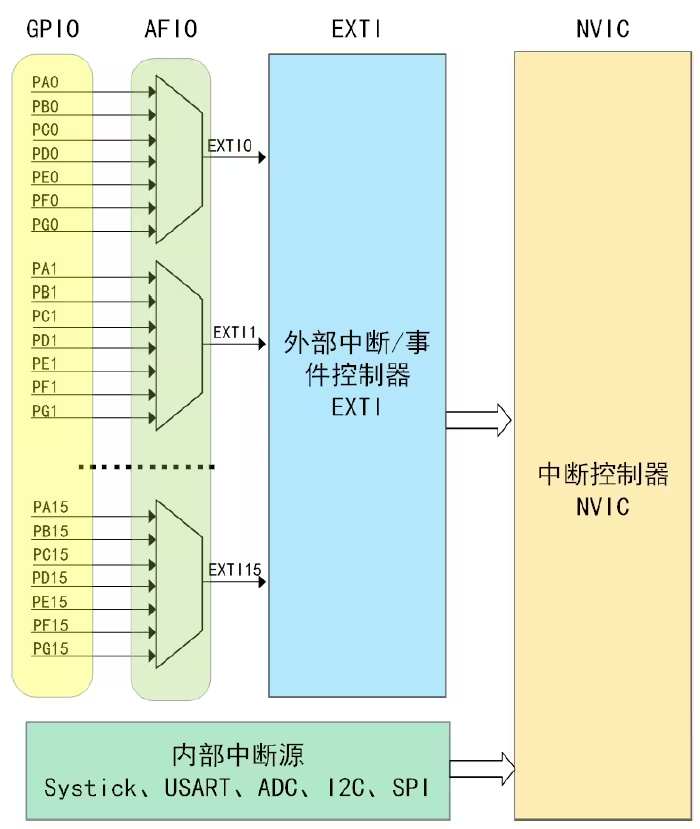 GPIO AFIO EXTI NVIC
PA0
PB0
PC0
PD0
PE0
PF0
PG0
EXTI0
PA1
PB1
PC1
PD1
PE1
PF1
PG1
EXTI1
PA15
PB15
PC15
PD15
PE15
PF15
PG15
EXTI15
外部中断/事
件控制器
EXTI
中断控制器
NVIC
内部中断源
Systick、USART、ADC、I2C、SPI